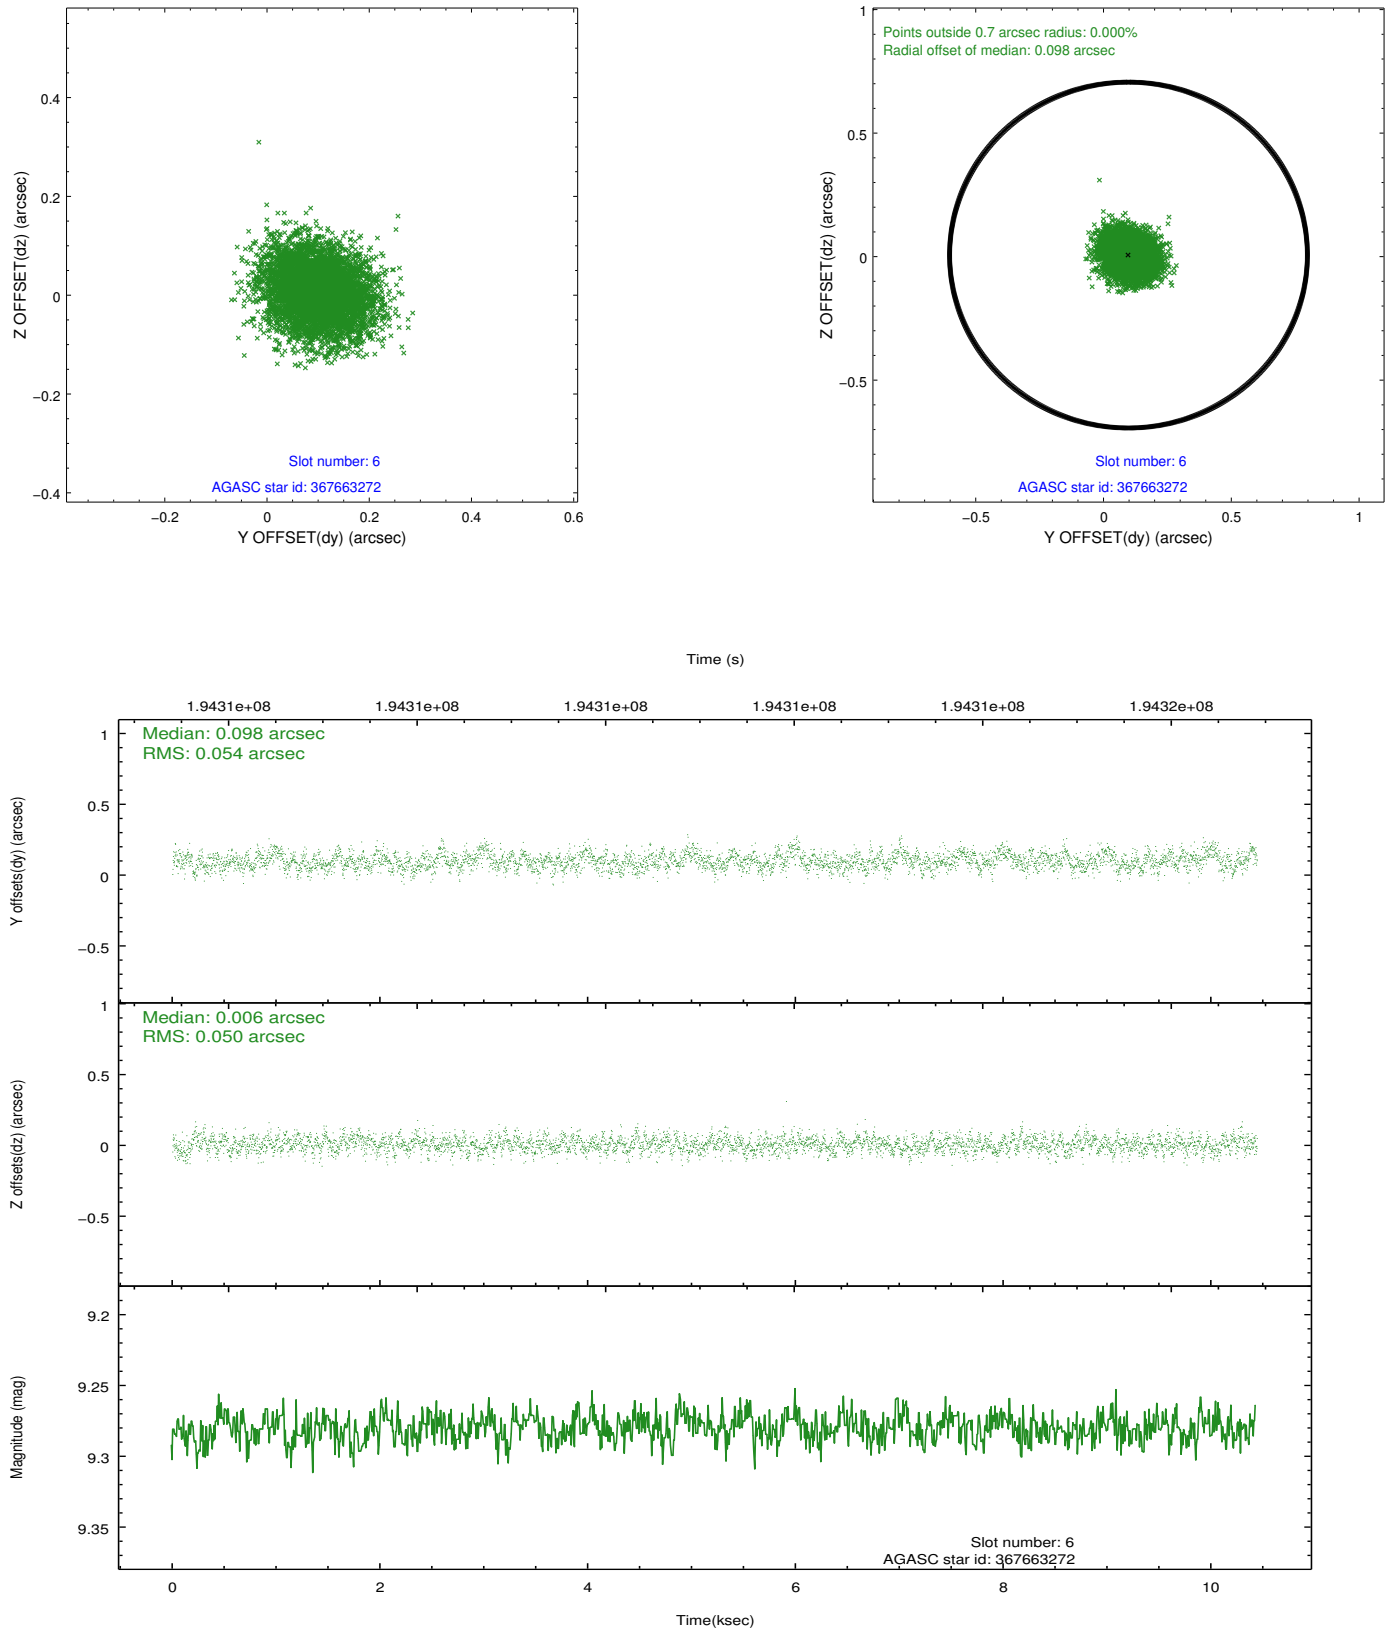 0.4
0.2
0
−0.2
−0.4
Z OFFSET(dz) (arcsec)
Slot number: 6
AGASC star id: 367663272
−0.2 0 0.2 0.4 0.6
Y OFFSET(dy) (arcsec)
1
0.5
0
−0.5
Z OFFSET(dz) (arcsec)
Points outside 0.7 arcsec radius: 0.000%
Radial offset of median: 0.098 arcsec
Slot number: 6
AGASC star id: 367663272
−0.5 0 0.5 1
Y OFFSET(dy) (arcsec)
Time (s)
1.9431e+08 1.9431e+08 1.9431e+08 1.9431e+08 1.9431e+08 1.9432e+08
Median: 0.098 arcsec
RMS: 0.054 arcsec
1
0.5
0
−0.5
Y offsets(dy) (arcsec)
Median: 0.006 arcsec
RMS: 0.050 arcsec
1
0.5
0
−0.5
Z offsets(dz) (arcsec)
9.2
9.25
9.3
9.35
Magnitude (mag)
Slot number: 6
AGASC star id: 367663272
0 2 4 6 8 10
Time(ksec)